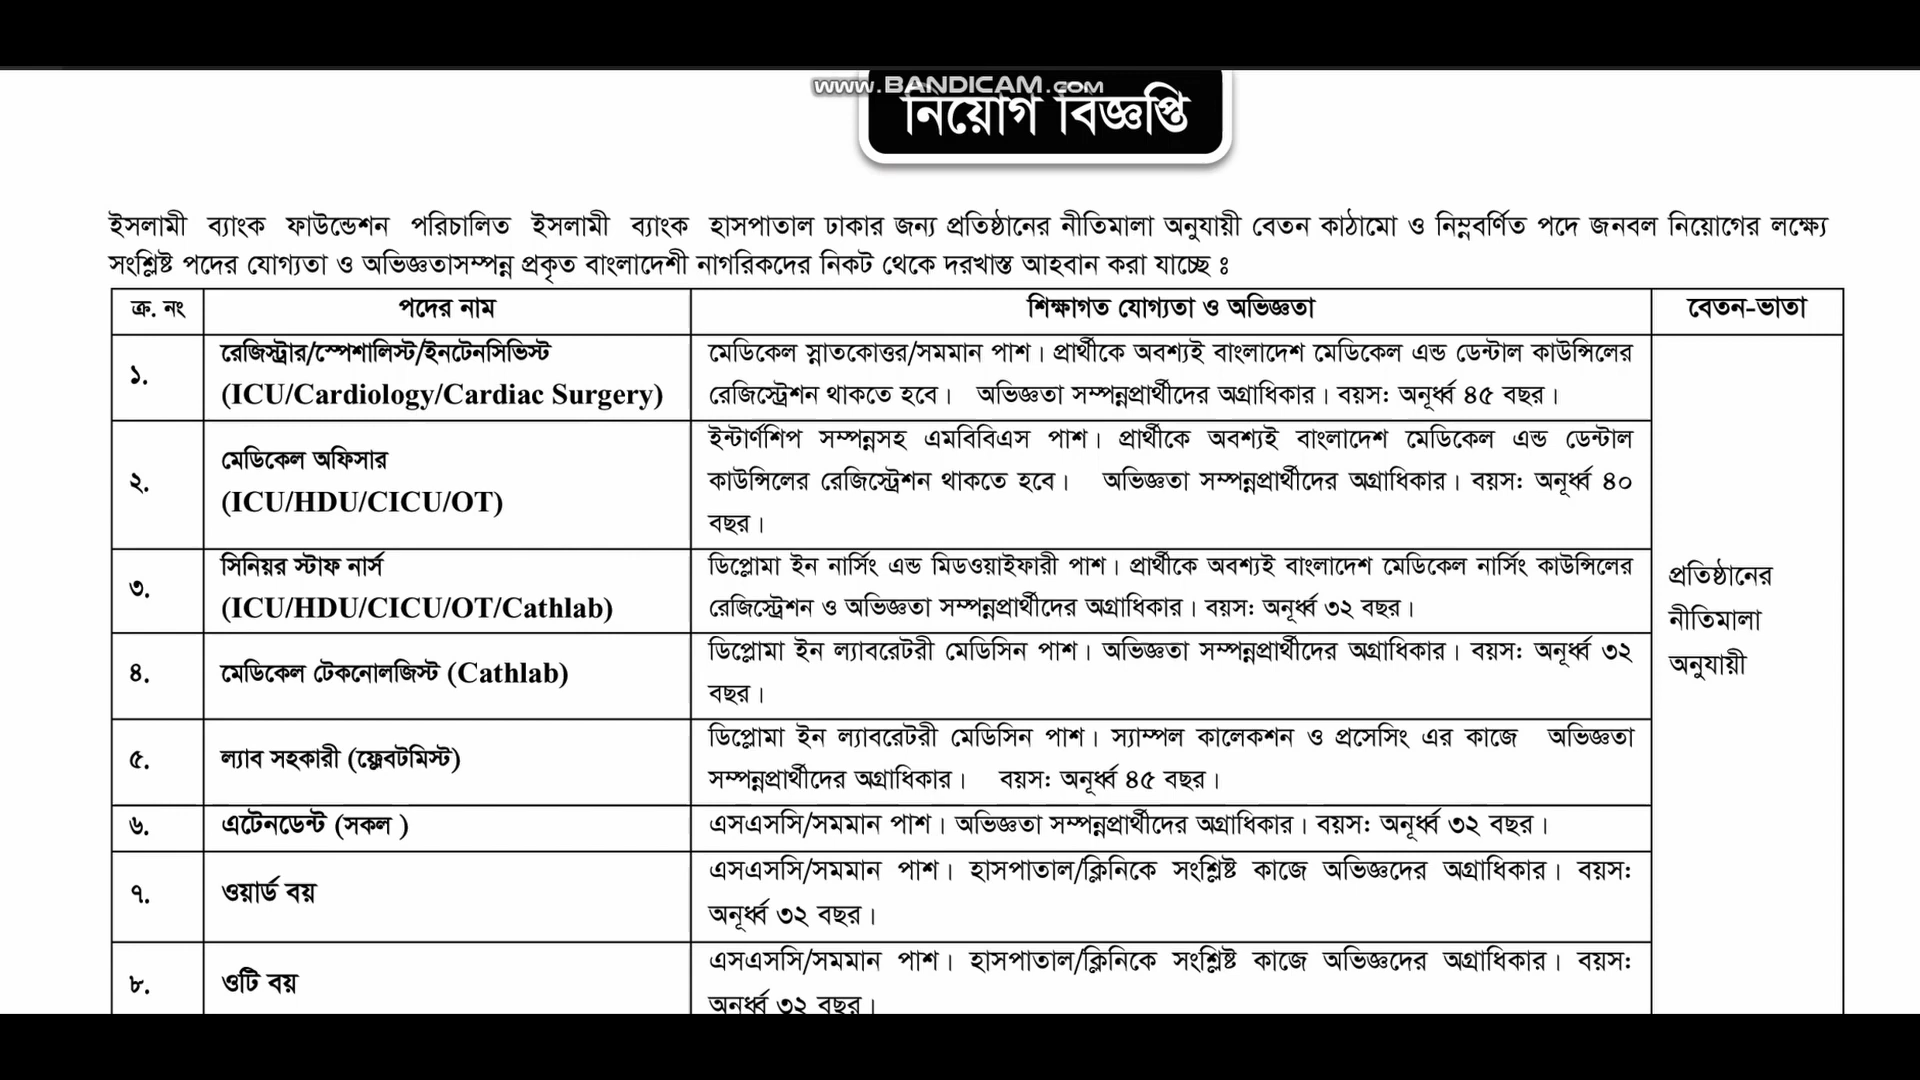 www.BANDICAM.com
নিয়োগ বিজ্ঞপ্তি
ইসলামী ব্যাংক ফাউন্ডেশন পরিচালিত ইসলামী ব্যাংক হাসপাতাল ঢাকার জন্য প্রতিষ্ঠানের নীতিমালা অনুযায়ী বেতন কাঠামো ও নিম্নবর্ণিত পদে জনবল নিয়োগের লক্ষ্যে
সংশ্লিষ্ট পদের যোগ্যতা ও অভিজ্ঞতাসম্পন্ন প্রকৃত বাংলাদেশী নাগরিকদের নিকট থেকে দরখাস্ত আহবান করা যাচ্ছে ঃ
ক্র. নং পদের নাম শিক্ষাগত যোগ্যতা ও অভিজ্ঞতা বেতন-ভাতা
১.
রেজিস্ট্রার/স্পেশালিস্ট/ইনটেনসিভিস্ট
(ICU/Cardiology/Cardiac Surgery)
মেডিকেল স্নাতকোত্তর/সমমান পাশ। প্রার্থীকে অবশ্যই বাংলাদেশ মেডিকেল এন্ড ডেন্টাল কাউন্সিলের
রেজিস্ট্রেশন থাকতে হবে। অভিজ্ঞতা সম্পন্নপ্রার্থীদের অগ্রাধিকার। বয়স: অনূর্ধ্ব ৪৫ বছর।
২.
মেডিকেল অফিসার
(ICU/HDU/CICU/OT)
ইন্টার্ণশিপ সম্পন্নসহ এমবিবিএস পাশ। প্রার্থীকে অবশ্যই বাংলাদেশ মেডিকেল এন্ড ডেন্টাল
কাউন্সিলের রেজিস্ট্রেশন থাকতে হবে। অভিজ্ঞতা সম্পন্নপ্রার্থীদের অগ্রাধিকার। বয়স: অনূর্ধ্ব ৪০
বছর।
৩.
সিনিয়র স্টাফ নার্স
(ICU/HDU/CICU/OT/Cathlab)
ডিপ্লোমা ইন নার্সিং এন্ড মিডওয়াইফারী পাশ। প্রার্থীকে অবশ্যই বাংলাদেশ মেডিকেল নার্সিং কাউন্সিলের
রেজিস্ট্রেশন ও অভিজ্ঞতা সম্পন্নপ্রার্থীদের অগ্রাধিকার। বয়স: অনূর্ধ্ব ৩২ বছর।
৪.
মেডিকেল টেকনোলজিস্ট (Cathlab)
ডিপ্লোমা ইন ল্যাবরেটরী মেডিসিন পাশ। অভিজ্ঞতা সম্পন্নপ্রার্থীদের অগ্রাধিকার। বয়স: অনূর্ধ্ব ৩২
বছর।
৫.
ল্যাব সহকারী (ফ্লেবটমিস্ট)
ডিপ্লোমা ইন ল্যাবরেটরী মেডিসিন পাশ। স্যাম্পল কালেকশন ও প্রসেসিং এর কাজে অভিজ্ঞতা
সম্পন্নপ্রার্থীদের অগ্রাধিকার। বয়স: অনূর্ধ্ব ৪৫ বছর।
৬.
এটেনডেন্ট (সকল )
এসএসসি/সমমান পাশ। অভিজ্ঞতা সম্পন্নপ্রার্থীদের অগ্রাধিকার। বয়স: অনূর্ধ্ব ৩২ বছর।
৭.
ওয়ার্ড বয়
এসএসসি/সমমান পাশ। হাসপাতাল/ক্লিনিকে সংশ্লিষ্ট কাজে অভিজ্ঞদের অগ্রাধিকার। বয়স:
অনূর্ধ্ব ৩২ বছর।
৮.
ওটি বয়
এসএসসি/সমমান পাশ। হাসপাতাল/ক্লিনিকে সংশ্লিষ্ট কাজে অভিজ্ঞদের অগ্রাধিকার। বয়স:
অনূর্ধ্ব ৩২ বছর।
প্রতিষ্ঠানের
নীতিমালা
অনুযায়ী